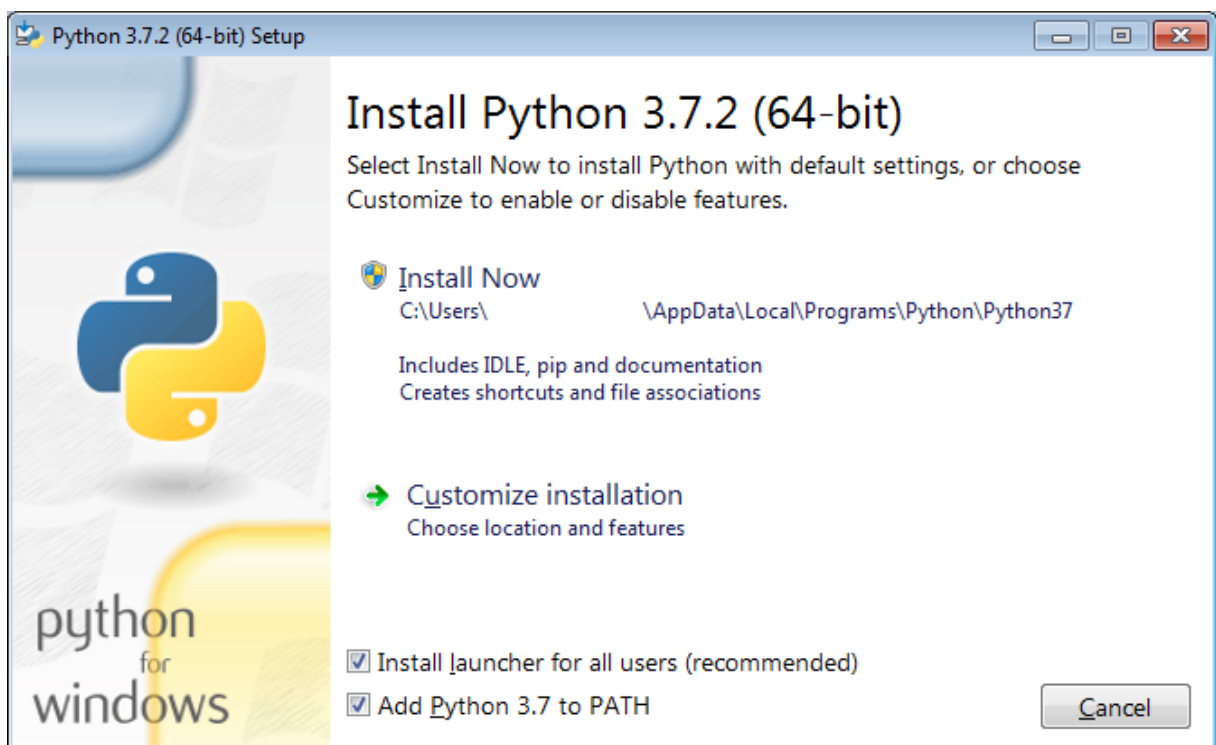 Python 3.7.2 (64-bit) Setup
Install Python 3.7.2 (64-bit)
Select Install Now to install Python with default settings, or choose
Customize to enable or disable features.
Install Now
C:\Users\ \AppData\Local\Programs\Python\Python37
Includes IDLE, pip and documentation
Creates shortcuts and file associations
Customize installation
Choose location and features
python
for
windows
Install launcher for all users (recommended)
Add Python 3.7 to PATH
Cancel